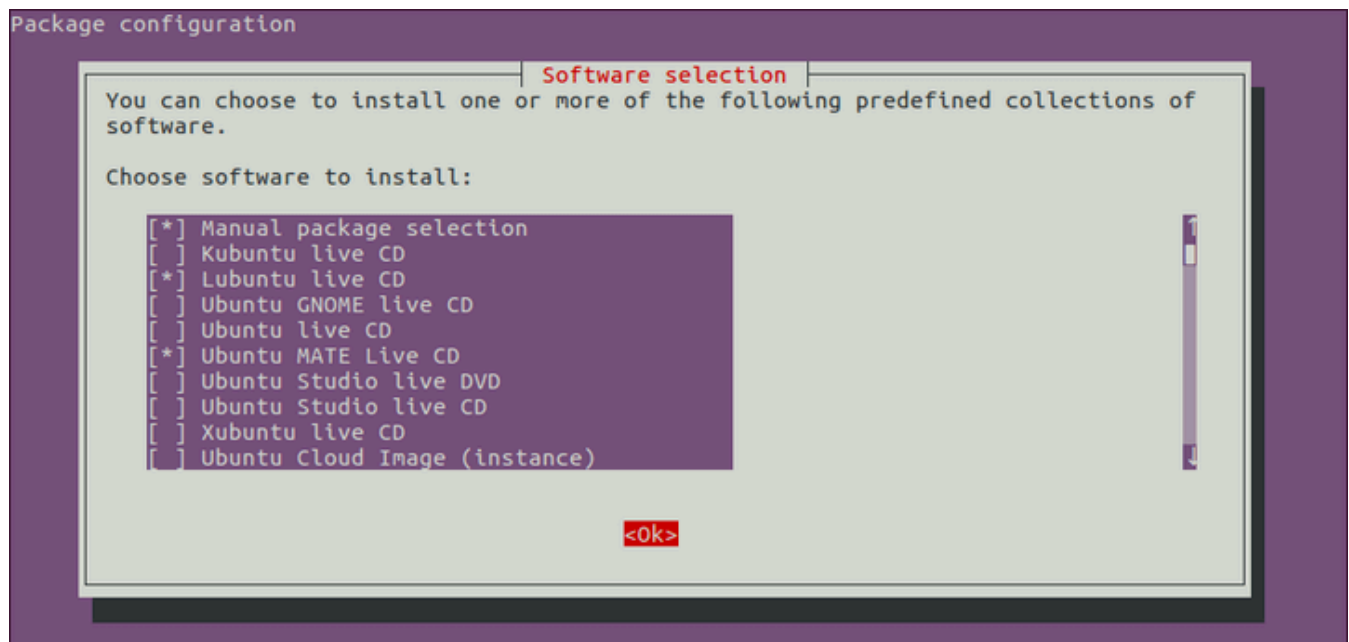 Package configuration
Software selection
You can choose to install one or more of the following predefined collections of
software.
Choose software to install:
[*] Manual package selection
[ ] Kubuntu live CD
[*] Lubuntu live CD
[ ] Ubuntu GNOME live CD
[ ] Ubuntu live CD
[*] Ubuntu MATE Live CD
[ ] Ubuntu Studio live DVD
[ ] Ubuntu Studio live CD
[ ] Xubuntu live CD
[ ] Ubuntu Cloud Image (instance)
<Ok>